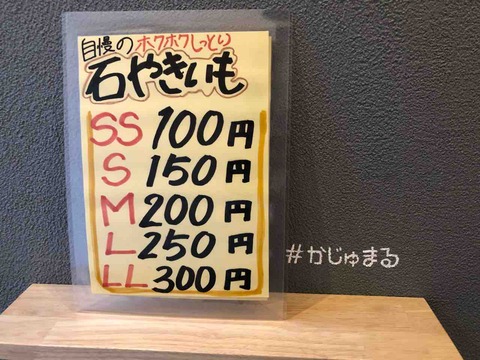 自慢のホクホクしっとり
石やきいも
SS 100円
S 150円
M 200円
L 250円
LL 300円
#かじゅまる